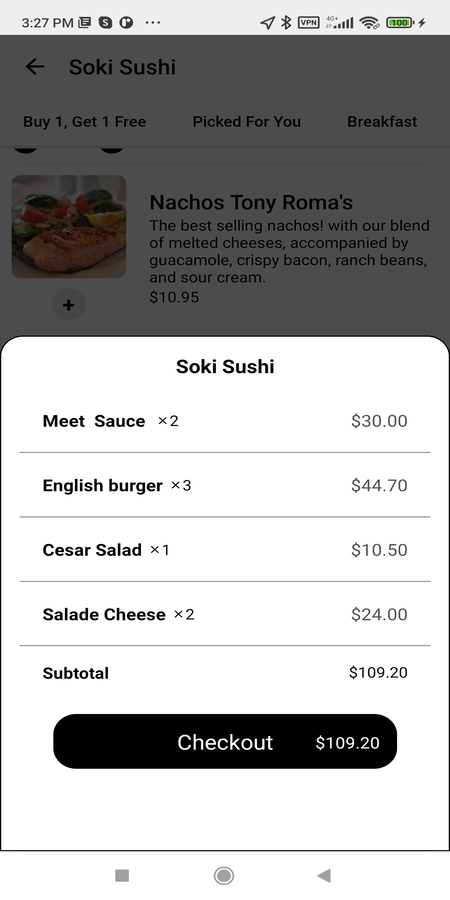 3:27 PM
VPN 4G+ 100
Soki Sushi
Buy 1, Get 1 Free Picked For You Breakfast
Nachos Tony Roma's
The best selling nachos! with our blend
of melted cheeses, accompanied by
guacamole, crispy bacon, ranch beans,
and sour cream.
$10.95
+
Soki Sushi
Meet Sauce ×2 $30.00
English burger ×3 $44.70
Cesar Salad ×1 $10.50
Salade Cheese ×2 $24.00
Subtotal $109.20
Checkout $109.20